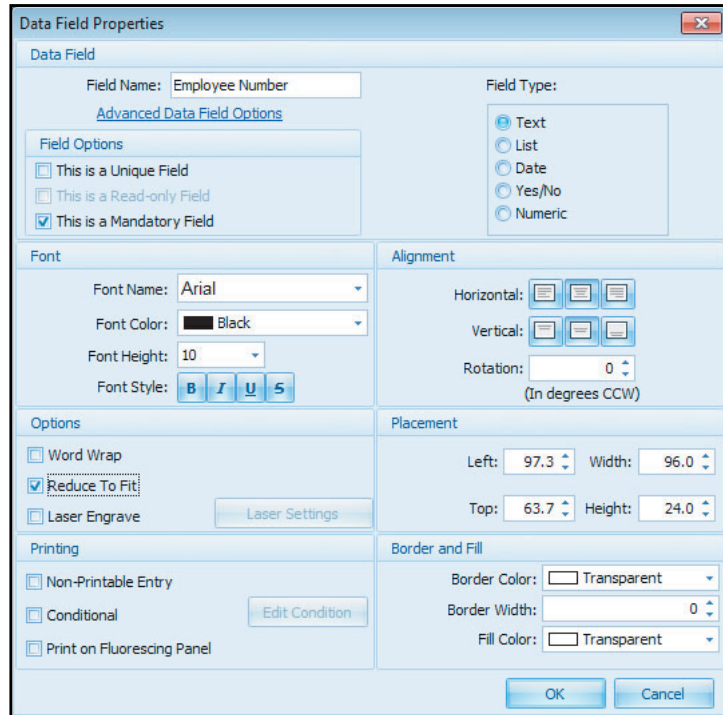 Data Field Properties
Data Field
Field Name: Employee Number
Advanced Data Field Options
Field Options
This is a Unique Field
This is a Read-only Field
This is a Mandatory Field
Field Type:
Text
List
Date
Yes/No
Numeric
Font
Font Name: Arial
Font Color: Black
Font Height: 10
Font Style: B I U S
Alignment
Horizontal:
Vertical:
Rotation: 0
(In degrees CCW)
Options
Word Wrap
Reduce To Fit
Laser Engrave Laser Settings
Placement
Left: 97.3 Width: 96.0
Top: 63.7 Height: 24.0
Printing
Non-Printable Entry
Conditional Edit Condition
Print on Fluorescing Panel
Border and Fill
Border Color: Transparent
Border Width: 0
Fill Color: Transparent
OK Cancel